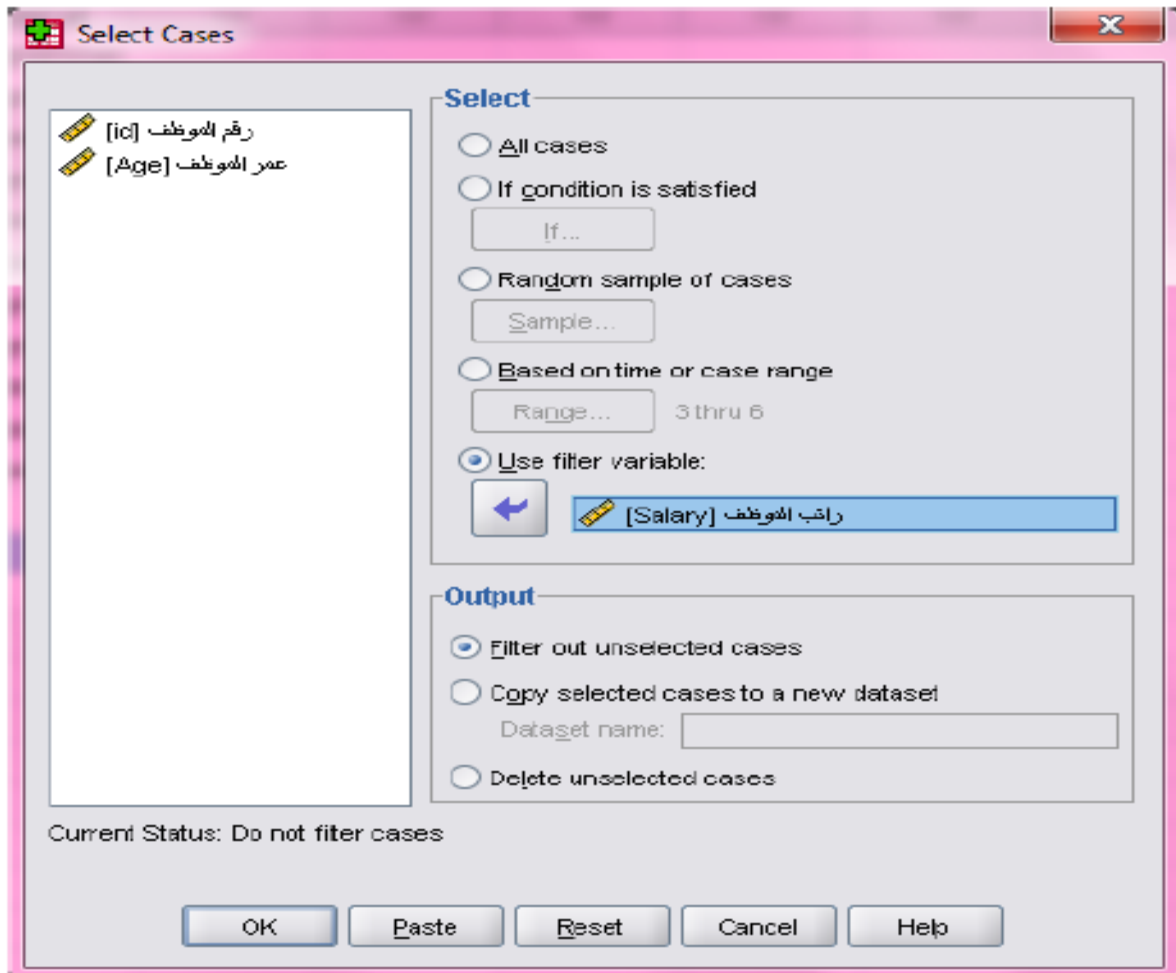 Select Cases
رقم الموظف [id]
عمر الموظف [Age]
Select
All cases
If condition is satisfied
If...
Random sample of cases
Sample...
Based on time or case range
Range... 3 thru 6
Use filter variable:
راتب الموظف [Salary]
Output
Filter out unselected cases
Copy selected cases to a new dataset
Dataset name:
Delete unselected cases
Current Status: Do not filter cases
OK Paste Reset Cancel Help